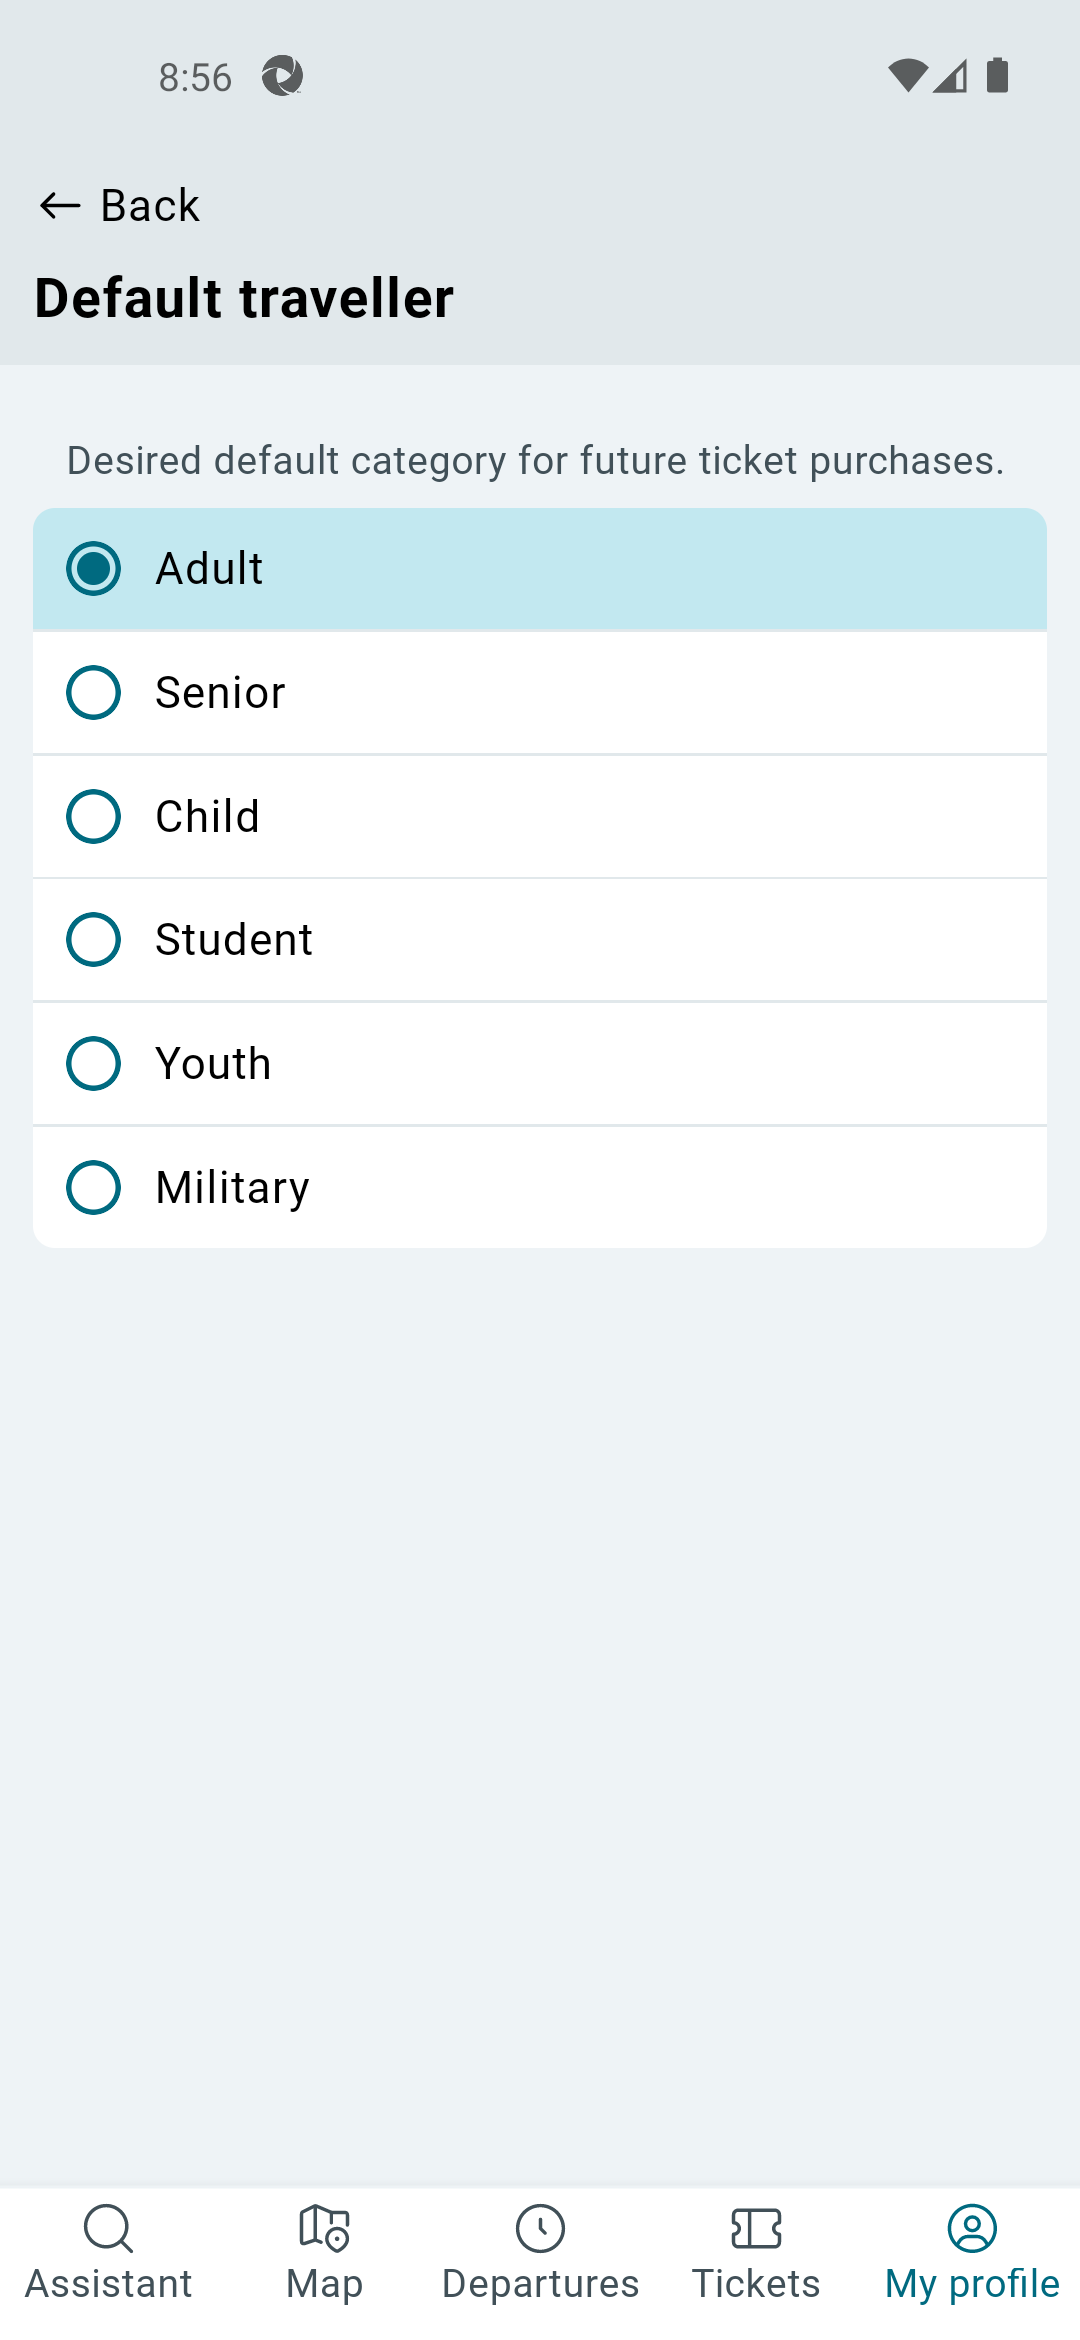 8:56
Back
Default traveller
Desired default category for future ticket purchases.
Adult
Senior
Child
Student
Youth
Military
Assistant
Map
Departures
Tickets
My profile